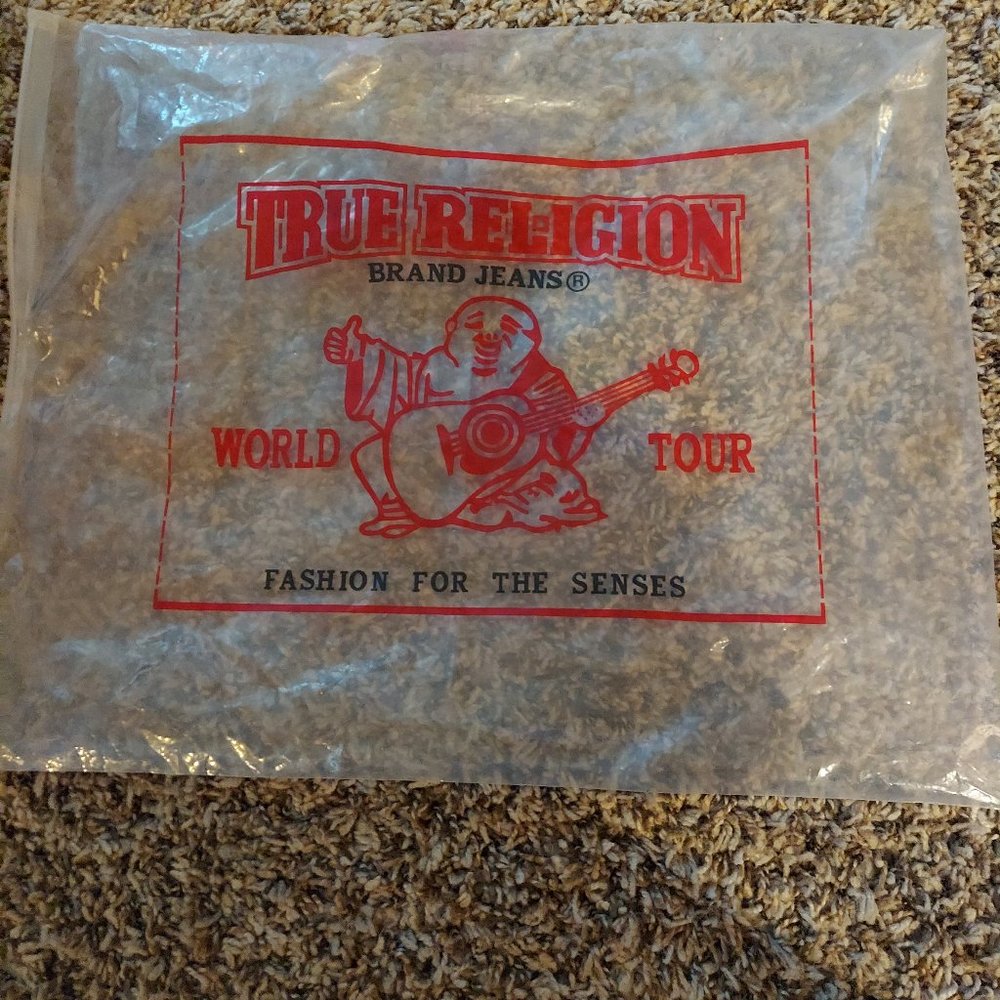 TRUE RELIGION
BRAND JEANS®
WORLD TOUR
FASHION FOR THE SENSES